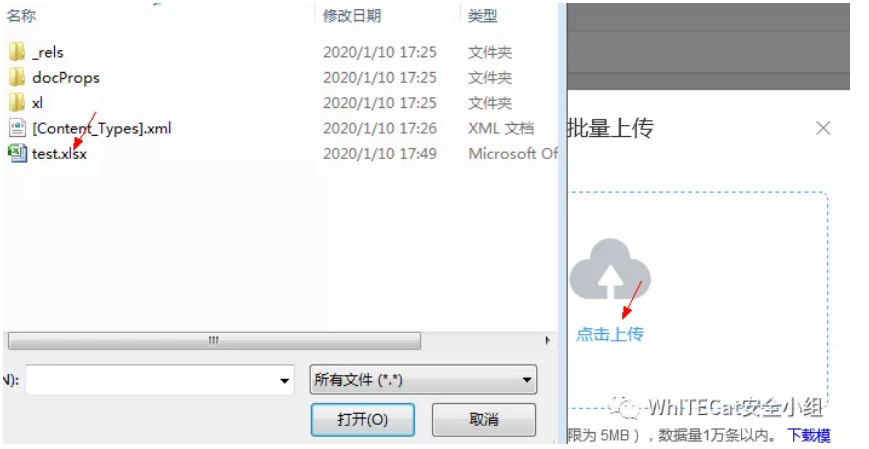 名称 修改日期 类型
_rels 2020/1/10 17:25 文件夹
docProps 2020/1/10 17:25 文件夹
xl 2020/1/10 17:25 文件夹
[Content_Types].xml 2020/1/10 17:26 XML 文档
test.xlsx 2020/1/10 17:49 Microsoft Of
批量上传
点击上传
N): 所有文件 (*.*)
打开(O) 取消
WhITECat安全小组
限为 5MB），数据量1万条以内。 下载模